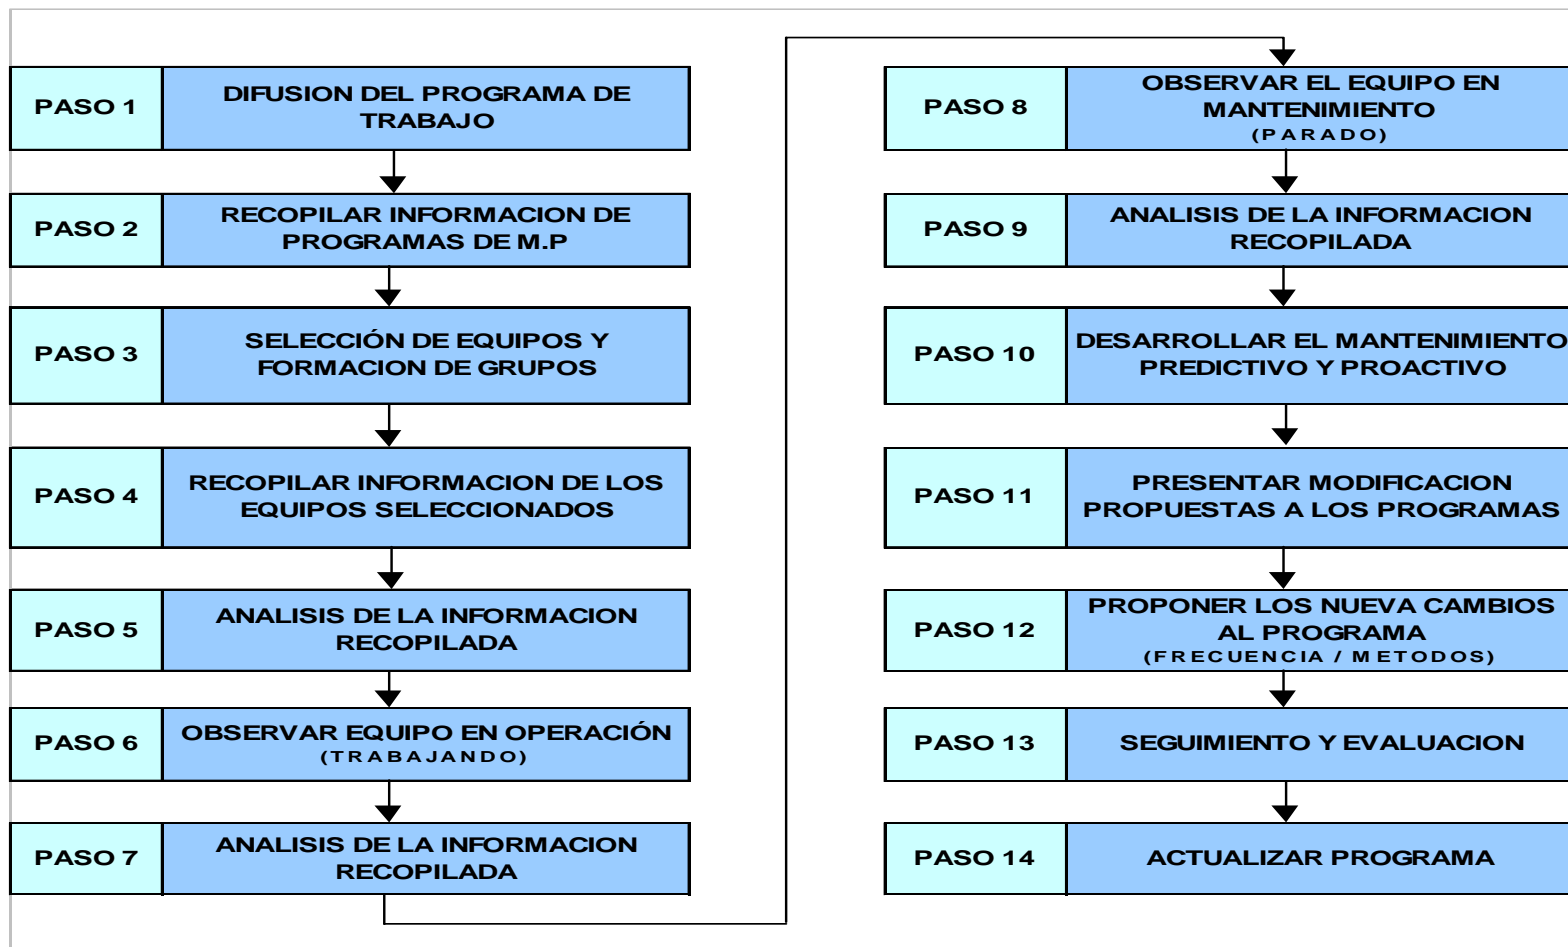 PASO 1
DIFUSION DEL PROGRAMA DE
TRABAJO
PASO 2
RECOPILAR INFORMACION DE
PROGRAMAS DE M.P
PASO 3
SELECCIÓN DE EQUIPOS Y
FORMACION DE GRUPOS
PASO 4
RECOPILAR INFORMACION DE LOS
EQUIPOS SELECCIONADOS
PASO 5
ANALISIS DE LA INFORMACION
RECOPILADA
PASO 6
OBSERVAR EQUIPO EN OPERACIÓN
(TRABAJANDO)
PASO 7
ANALISIS DE LA INFORMACION
RECOPILADA
PASO 8
OBSERVAR EL EQUIPO EN
MANTENIMIENTO
(PARADO)
PASO 9
ANALISIS DE LA INFORMACION
RECOPILADA
PASO 10
DESARROLLAR EL MANTENIMIENTO
PREDICTIVO Y PROACTIVO
PASO 11
PRESENTAR MODIFICACION
PROPUESTAS A LOS PROGRAMAS
PASO 12
PROPONER LOS NUEVA CAMBIOS
AL PROGRAMA
(FRECUENCIA / METODOS)
PASO 13
SEGUIMIENTO Y EVALUACION
PASO 14
ACTUALIZAR PROGRAMA